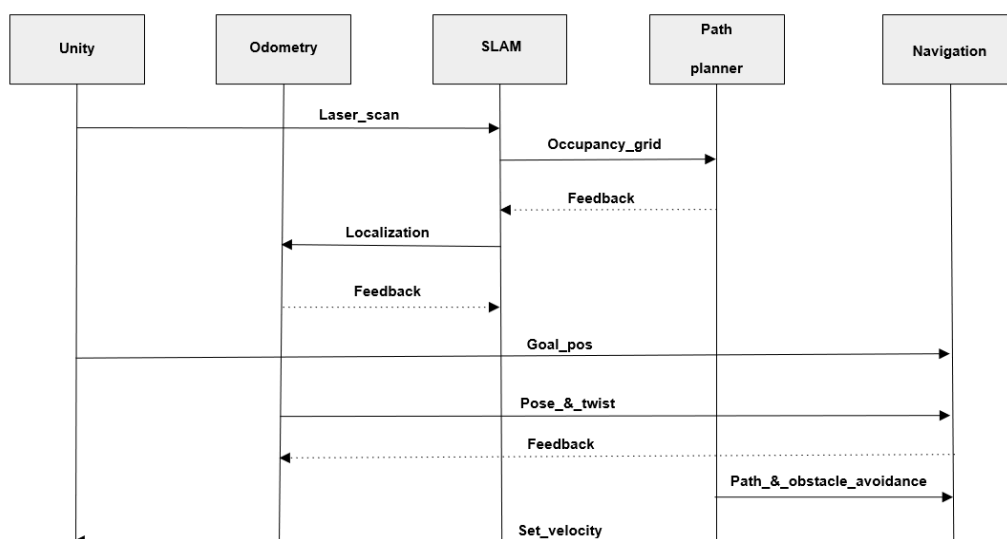 Unity
Odometry
SLAM
Path
planner
Navigation
Laser_scan
Occupancy_grid
Feedback
Localization
Feedback
Goal_pos
Pose_&_twist
Feedback
Path_&_obstacle_avoidance
Set_velocity